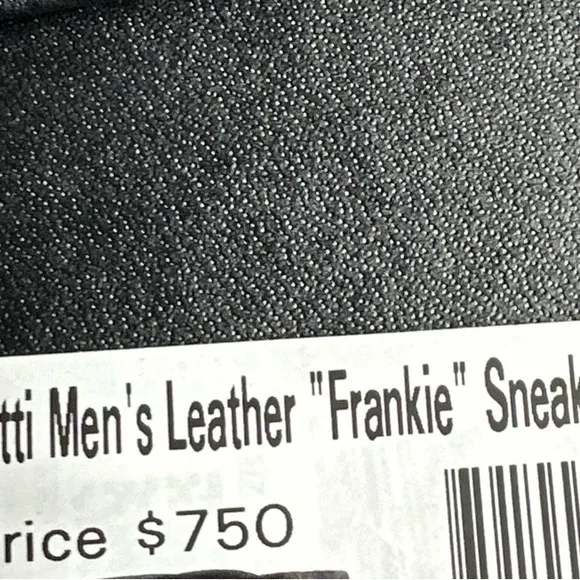 tti Men's Leather "Frankie" Sneak
rice $750